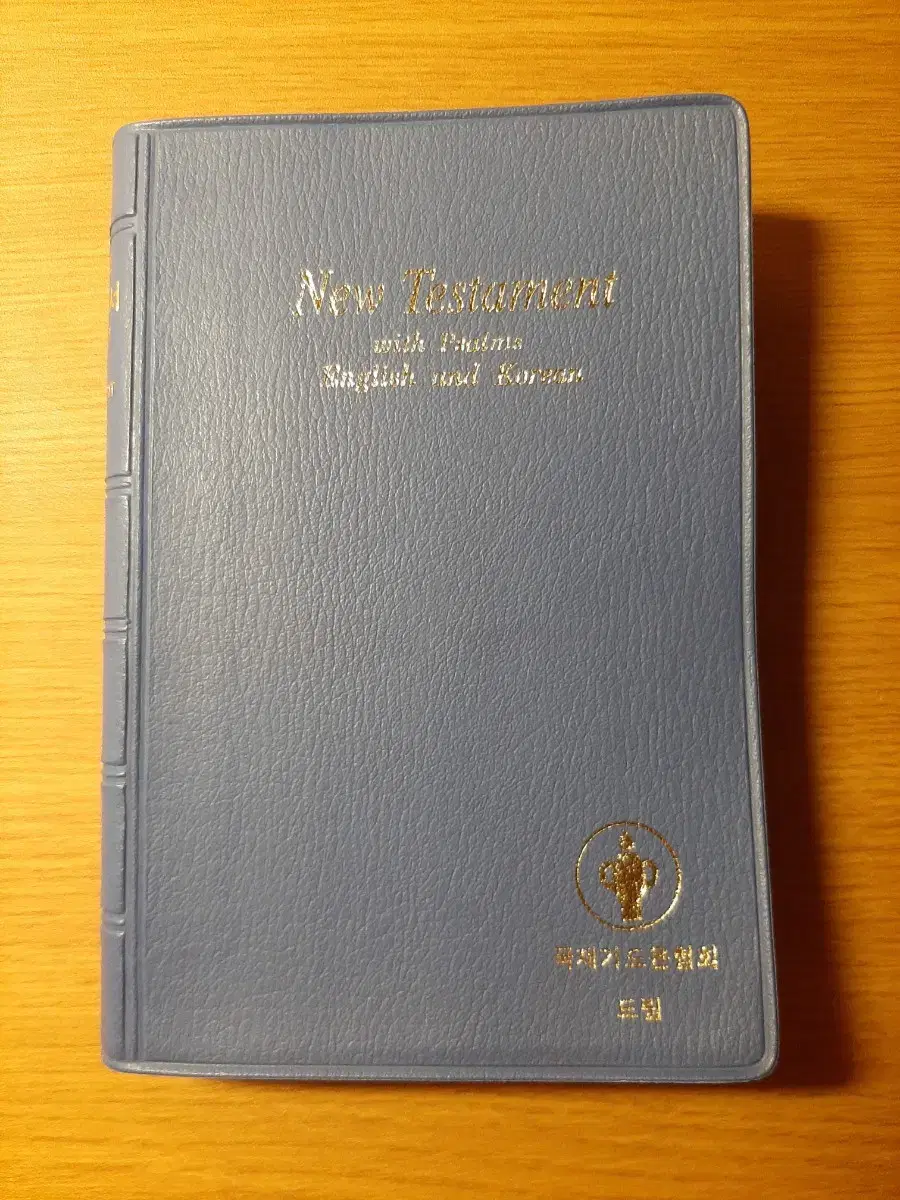 New Testament
with Psalms
English and Korean
국제기드온협회
드림